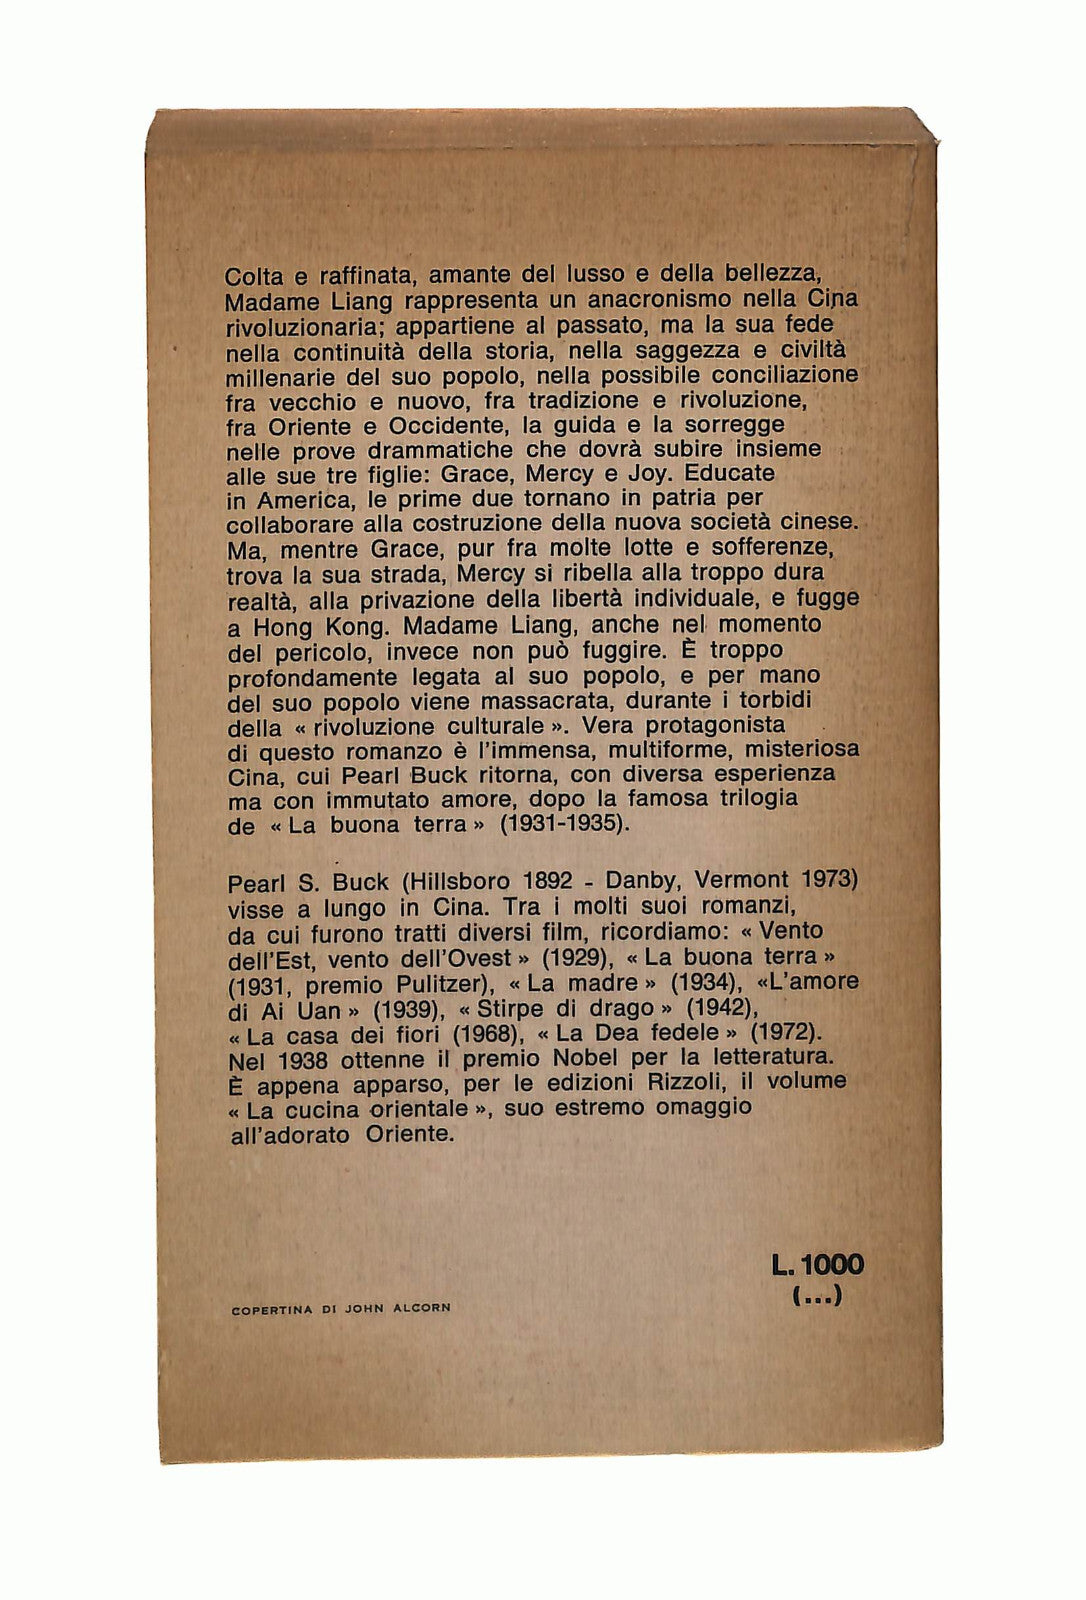 Colta e raffinata, amante del lusso e della bellezza,
Madame Liang rappresenta un anacronismo nella Cina
rivoluzionaria; appartiene al passato, ma la sua fede
nella continuità della storia, nella saggezza e civiltà
millenarie del suo popolo, nella possibile conciliazione
fra vecchio e nuovo, fra tradizione e rivoluzione,
fra Oriente e Occidente, la guida e la sorregge
nelle prove drammatiche che dovrà subire insieme
alle sue tre figlie: Grace, Mercy e Joy. Educate
in America, le prime due tornano in patria per
collaborare alla costruzione della nuova società cinese.
Ma, mentre Grace, pur fra molte lotte e sofferenze,
trova la sua strada, Mercy si ribella alla troppo dura
realtà, alla privazione della libertà individuale, e fugge
a Hong Kong. Madame Liang, anche nel momento
del pericolo, invece non può fuggire. È troppo
profondamente legata al suo popolo, e per mano
del suo popolo viene massacrata, durante i torbidi
della « rivoluzione culturale ». Vera protagonista
di questo romanzo è l'immensa, multiforme, misteriosa
Cina, cui Pearl Buck ritorna, con diversa esperienza
ma con immutato amore, dopo la famosa trilogia
de « La buona terra » (1931-1935).
Pearl S. Buck (Hillsboro 1892 - Danby, Vermont 1973)
visse a lungo in Cina. Tra i molti suoi romanzi,
da cui furono tratti diversi film, ricordiamo: « Vento
dell'Est, vento dell'Ovest » (1929), « La buona terra »
(1931, premio Pulitzer), « La madre » (1934), «L'amore
di Ai Uan » (1939), « Stirpe di drago » (1942),
« La casa dei fiori (1968), « La Dea fedele » (1972).
Nel 1938 ottenne il premio Nobel per la letteratura.
È appena apparso, per le edizioni Rizzoli, il volume
« La cucina orientale », suo estremo omaggio
all'adorato Oriente.
L. 1000
(...)
COPERTINA DI JOHN ALCORN